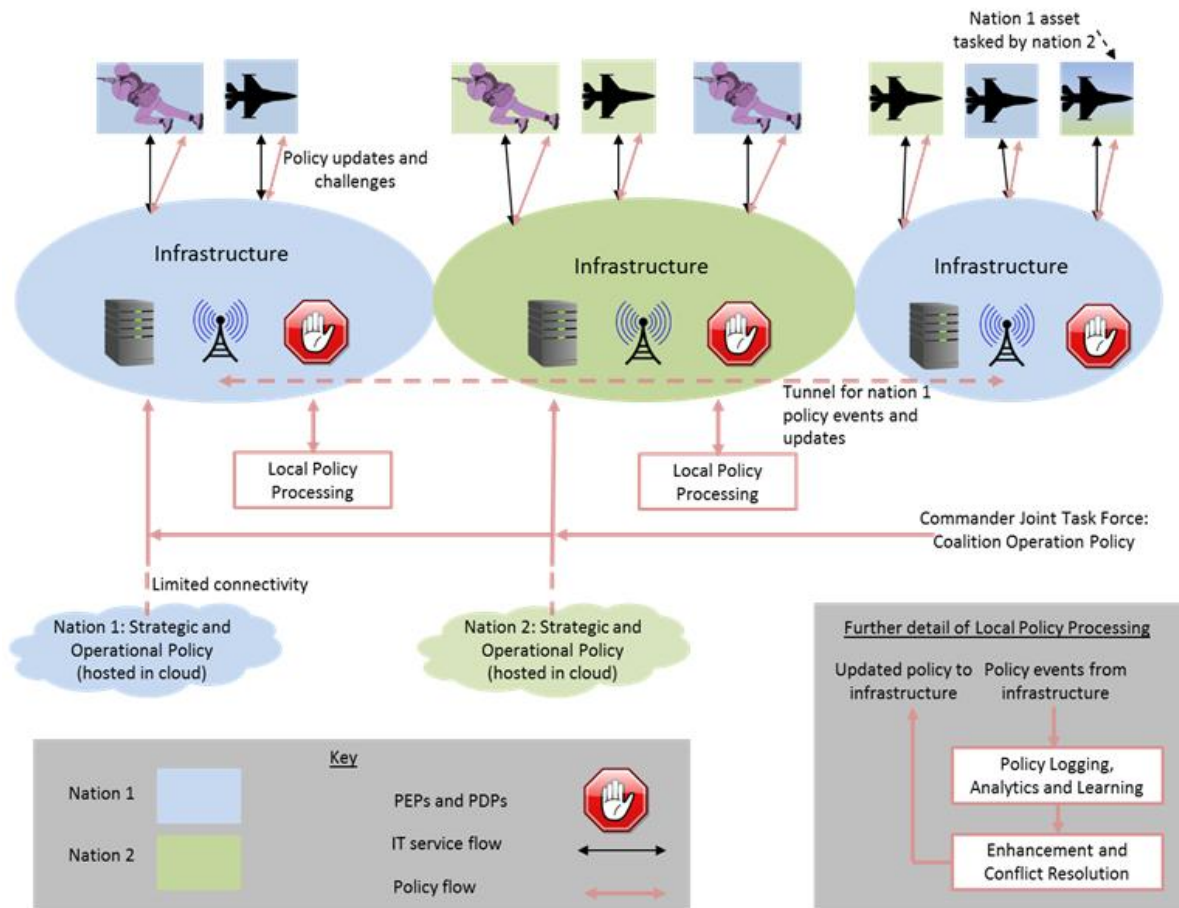 Nation 1 asset
tasked by nation 2
Policy updates and
challenges
Infrastructure
Infrastructure
Infrastructure
Tunnel for nation 1
policy events and
updates
Local Policy
Processing
Local Policy
Processing
Commander Joint Task Force:
Coalition Operation Policy
Limited connectivity
Nation 1: Strategic and
Operational Policy
(hosted in cloud)
Nation 2: Strategic and
Operational Policy
(hosted in cloud)
Further detail of Local Policy Processing
Updated policy to
infrastructure
Policy events from
infrastructure
Policy Logging,
Analytics and Learning
Enhancement and
Conflict Resolution
Key
Nation 1
Nation 2
PEPs and PDPs
IT service flow
Policy flow